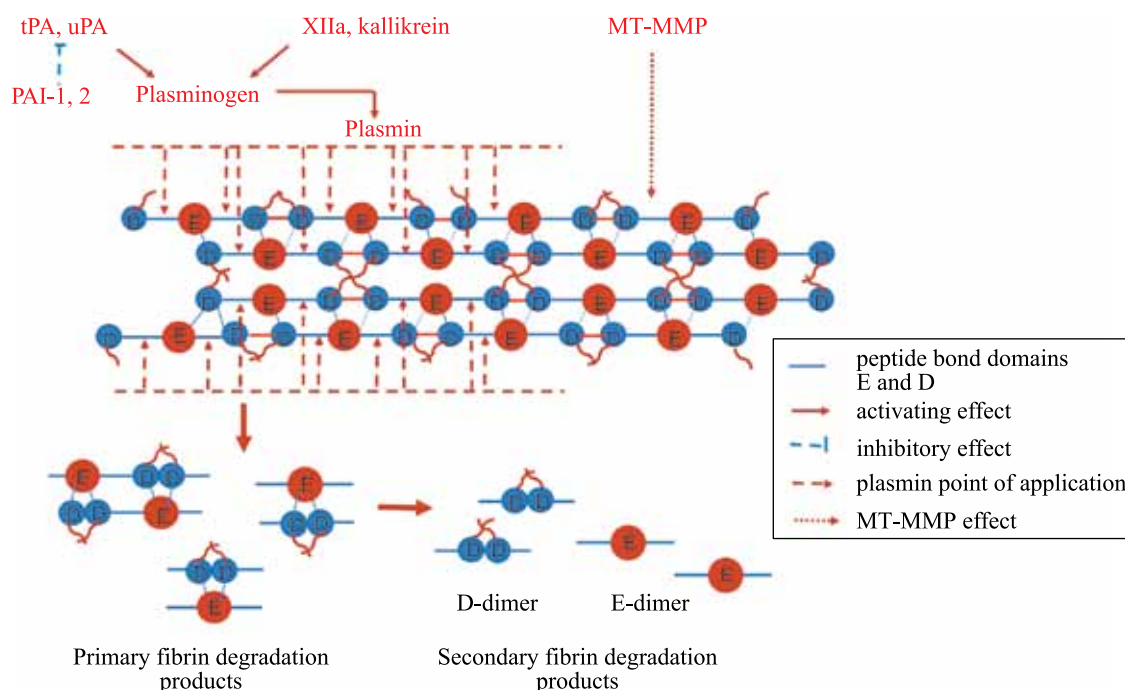 tPA, uPA
XIIa, kallikrein
MT-MMP
PAI-1, 2
Plasminogen
Plasmin
D E D D E D D E D D E D
D E D D E D D E D D E D
D E D D E D D E D D E D
D E D D E D D E D D E D
peptide bond domains
E and D
activating effect
inhibitory effect
plasmin point of application
MT-MMP effect
E D D
D D E
E
D D
D D
E
D D
D D
E
E
D-dimer
E-dimer
Primary fibrin degradation
products
Secondary fibrin degradation
products